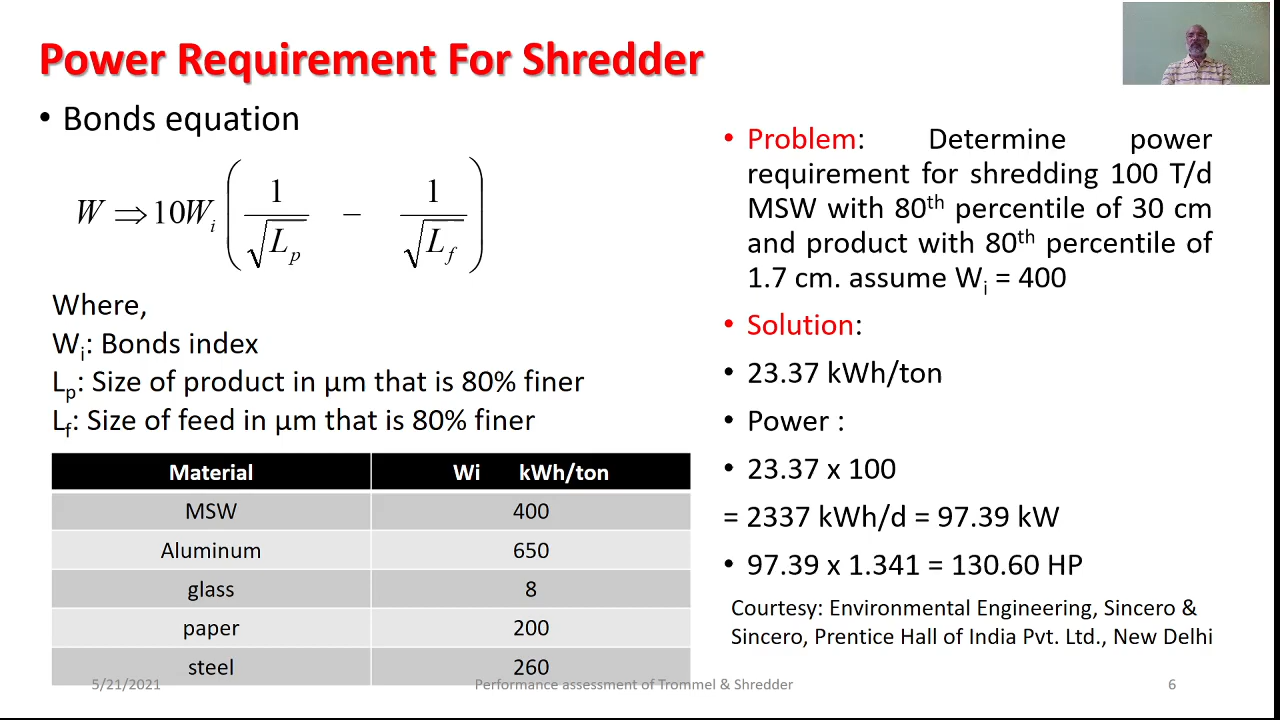 Power Requirement For Shredder
• Bonds equation
W ⇒ 10W_i ( 1/√L_p − 1/√L_f )
Where,
W_i: Bonds index
L_p: Size of product in µm that is 80% finer
L_f: Size of feed in µm that is 80% finer
Material Wi kWh/ton
MSW 400
Aluminum 650
glass 8
paper 200
steel 260
• Problem: Determine power
requirement for shredding 100 T/d
MSW with 80th percentile of 30 cm
and product with 80th percentile of
1.7 cm. assume W_i = 400
• Solution:
• 23.37 kWh/ton
• Power :
• 23.37 x 100
= 2337 kWh/d = 97.39 kW
• 97.39 x 1.341 = 130.60 HP
Courtesy: Environmental Engineering, Sincero &
Sincero, Prentice Hall of India Pvt. Ltd., New Delhi
5/21/2021 Performance assessment of Trommel & Shredder 6